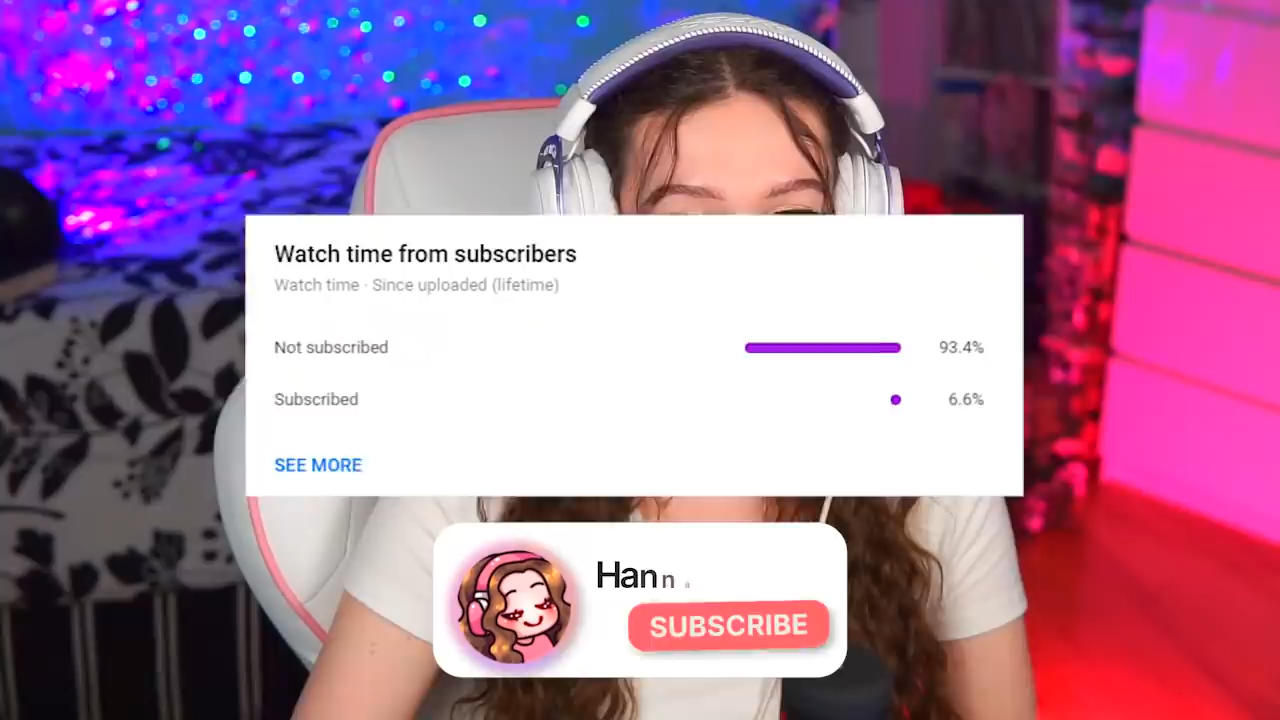 Watch time from subscribers
Watch time · Since uploaded (lifetime)
Not subscribed 93.4%
Subscribed 6.6%
SEE MORE
Hann
SUBSCRIBE